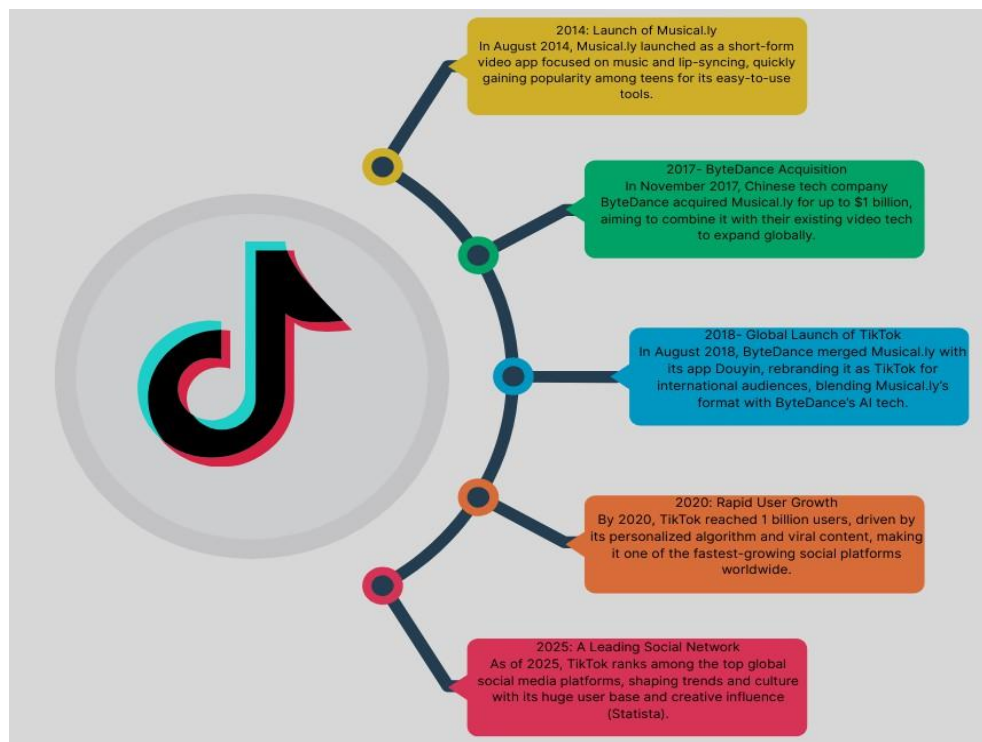 2014: Launch of Musical.ly
In August 2014, Musical.ly launched as a short-form
video app focused on music and lip-syncing, quickly
gaining popularity among teens for its easy-to-use
tools.
2017- ByteDance Acquisition
In November 2017, Chinese tech company
ByteDance acquired Musical.ly for up to $1 billion,
aiming to combine it with their existing video tech
to expand globally.
2018- Global Launch of TikTok
In August 2018, ByteDance merged Musical.ly with
its app Douyin, rebranding it as TikTok for
international audiences, blending Musical.ly's
format with ByteDance's AI tech.
2020: Rapid User Growth
By 2020, TikTok reached 1 billion users, driven by
its personalized algorithm and viral content, making
it one of the fastest-growing social platforms
worldwide.
2025: A Leading Social Network
As of 2025, TikTok ranks among the top global
social media platforms, shaping trends and culture
with its huge user base and creative influence
(Statista).